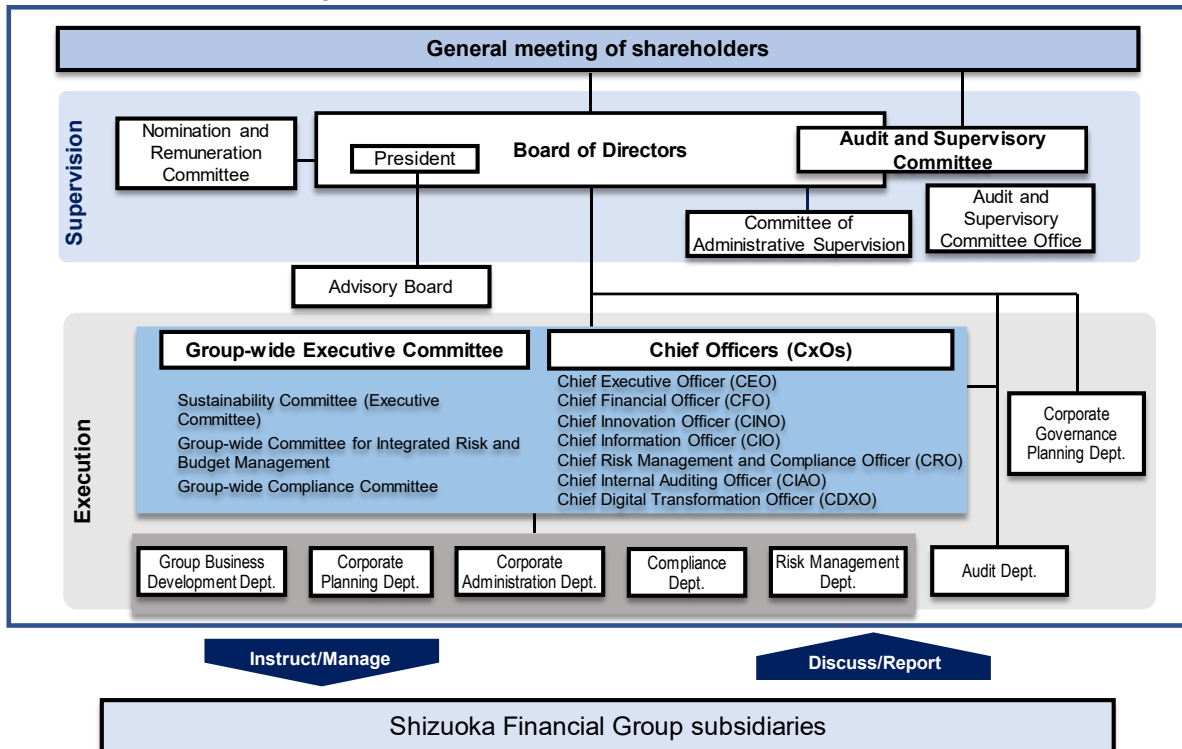 General meeting of shareholders
Supervision
Nomination and
Remuneration
Committee
President
Board of Directors
Audit and Supervisory
Committee
Committee of
Administrative Supervision
Audit and
Supervisory
Committee Office
Advisory Board
Execution
Group-wide Executive Committee
Sustainability Committee (Executive
Committee)
Group-wide Committee for Integrated Risk and
Budget Management
Group-wide Compliance Committee
Chief Officers (CxOs)
Chief Executive Officer (CEO)
Chief Financial Officer (CFO)
Chief Innovation Officer (CINO)
Chief Information Officer (CIO)
Chief Risk Management and Compliance Officer (CRO)
Chief Internal Auditing Officer (CIAO)
Chief Digital Transformation Officer (CDXO)
Corporate
Governance
Planning Dept.
Group Business
Development Dept.
Corporate
Planning Dept.
Corporate
Administration Dept.
Compliance
Dept.
Risk Management
Dept.
Audit Dept.
Instruct/Manage
Discuss/Report
Shizuoka Financial Group subsidiaries